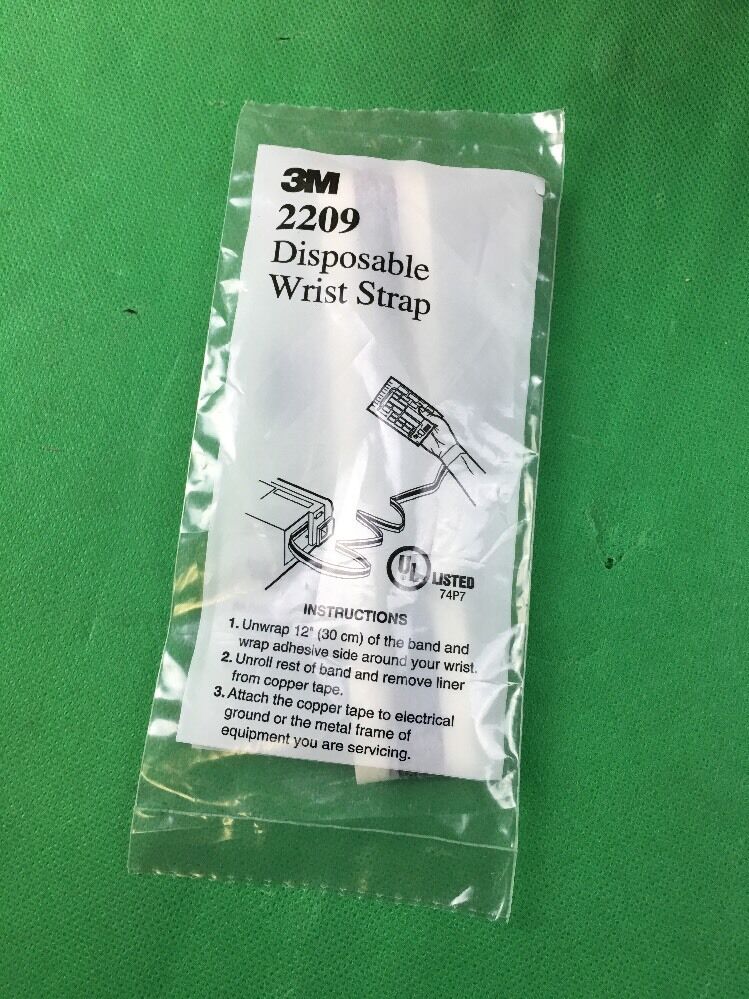 3M
2209
Disposable
Wrist Strap
UL LISTED
74P7
INSTRUCTIONS
1. Unwrap 12" (30 cm) of the band and
wrap adhesive side around your wrist.
2. Unroll rest of band and remove liner
from copper tape.
3. Attach the copper tape to electrical
ground or the metal frame of
equipment you are servicing.